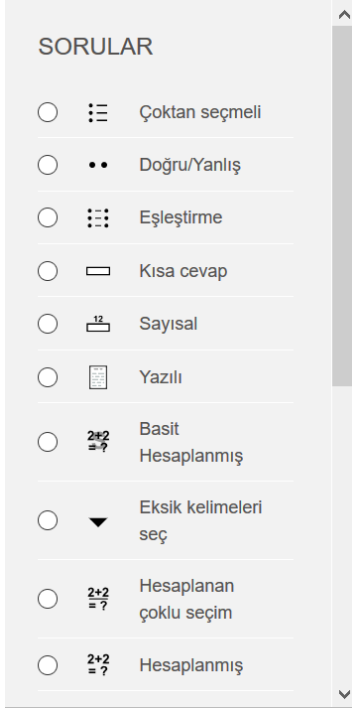 SORULAR
Çoktan seçmeli
Doğru/Yanlış
Eşleştirme
Kısa cevap
12
Sayısal
Yazılı
2+2
= ?
Basit
Hesaplanmış
Eksik kelimeleri
seç
2+2
= ?
Hesaplanan
çoklu seçim
2+2
= ?
Hesaplanmış